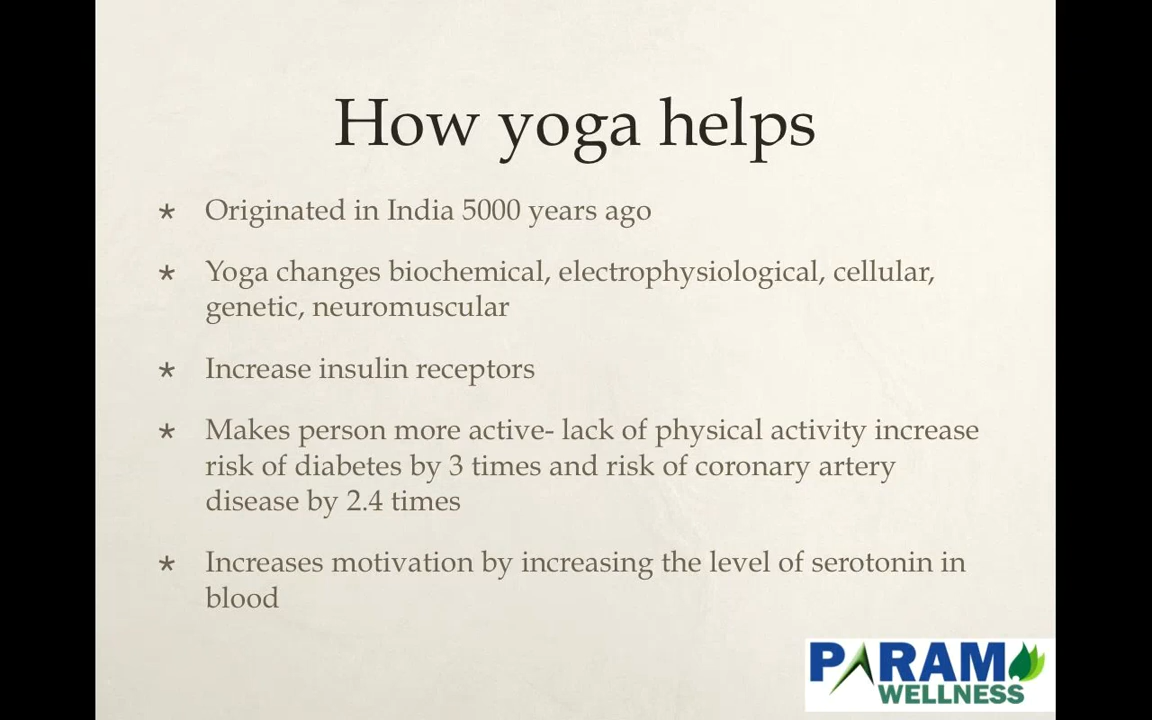 How yoga helps
* Originated in India 5000 years ago
* Yoga changes biochemical, electrophysiological, cellular,
genetic, neuromuscular
* Increase insulin receptors
* Makes person more active- lack of physical activity increase
risk of diabetes by 3 times and risk of coronary artery
disease by 2.4 times
* Increases motivation by increasing the level of serotonin in
blood
PARAM
WELLNESS